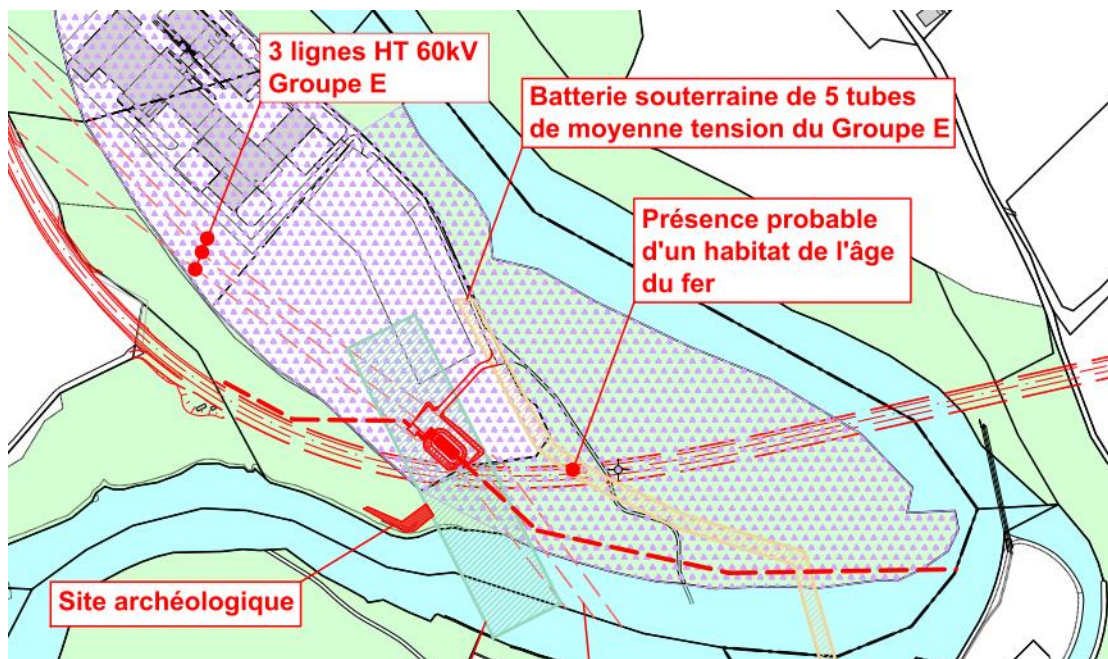 3 lignes HT 60kV
Groupe E
Batterie souterraine de 5 tubes
de moyenne tension du Groupe E
Présence probable
d'un habitat de l'âge
du fer
Site archéologique